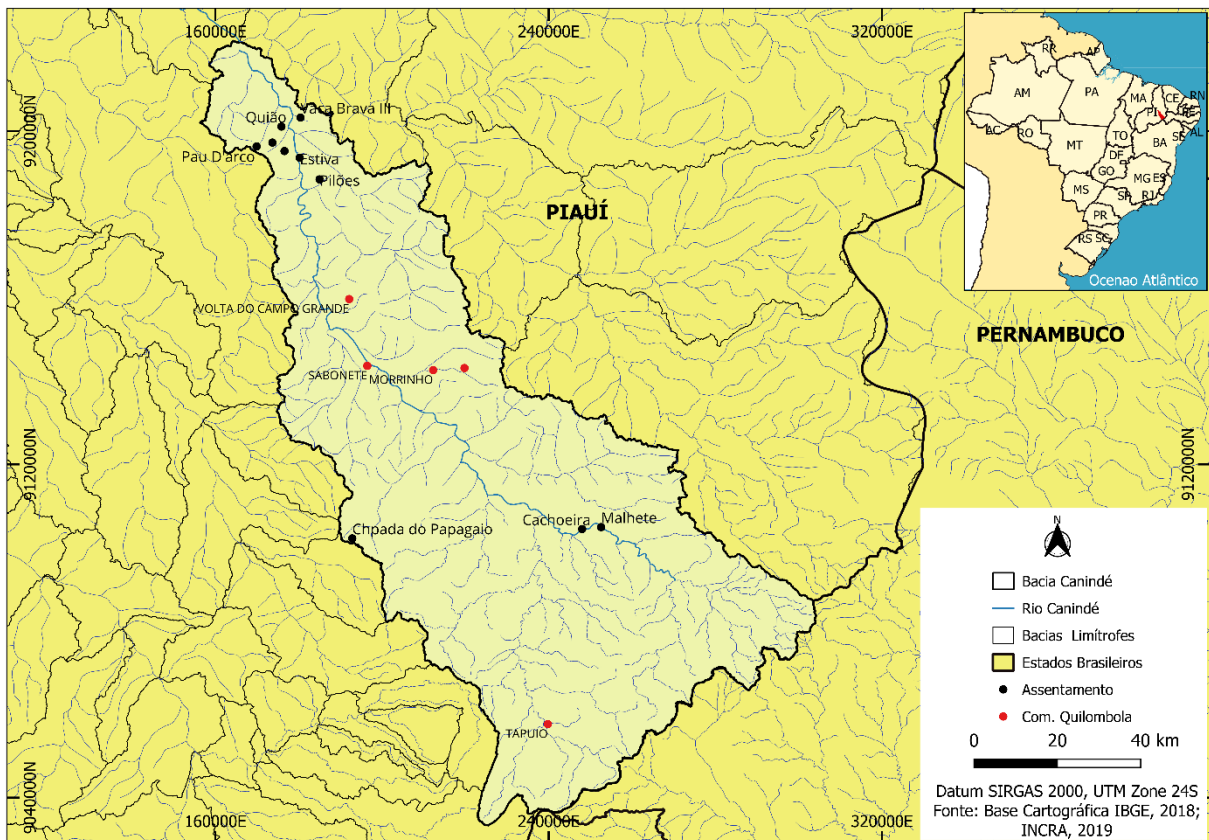 160000E
240000E
320000E
9200000N
Vaca Brava III
Quião
Pau D'arco
Estiva
Pilões
PIAUÍ
VOLTA DO CAMPO GRANDE
SABONETE
MORRINHO
PERNAMBUCO
9120000N
9120000N
Cachoeira
Malhete
Chpada do Papagaio
TAPUIO
9040000N
160000E
240000E
320000E
RR
AP
AM
PA
MA
CE
RN
PI
AC
RO
TO
SE
AL
BA
MT
DF
GO
MG
ES
MS
RJ
PR
RS
SC
Ocenao Atlântico
N
Bacia Canindé
Rio Canindé
Bacias Limítrofes
Estados Brasileiros
Assentamento
Com. Quilombola
0 20 40 km
Datum SIRGAS 2000, UTM Zone 24S
Fonte: Base Cartográfica IBGE, 2018;
INCRA, 2019